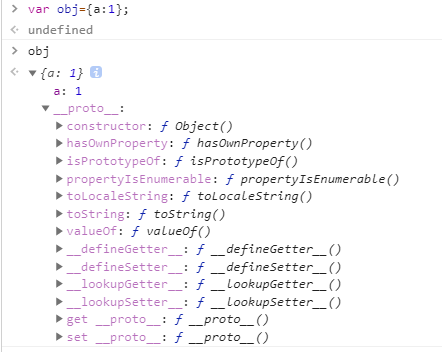 > var obj={a:1};
< undefined
> obj
< ▼ {a: 1} i
a: 1
▼ __proto__:
▶ constructor: ƒ Object()
▶ hasOwnProperty: ƒ hasOwnProperty()
▶ isPrototypeOf: ƒ isPrototypeOf()
▶ propertyIsEnumerable: ƒ propertyIsEnumerable()
▶ toLocaleString: ƒ toLocaleString()
▶ toString: ƒ toString()
▶ valueOf: ƒ valueOf()
▶ __defineGetter__: ƒ __defineGetter__()
▶ __defineSetter__: ƒ __defineSetter__()
▶ __lookupGetter__: ƒ __lookupGetter__()
▶ __lookupSetter__: ƒ __lookupSetter__()
▶ get __proto__: ƒ __proto__()
▶ set __proto__: ƒ __proto__()